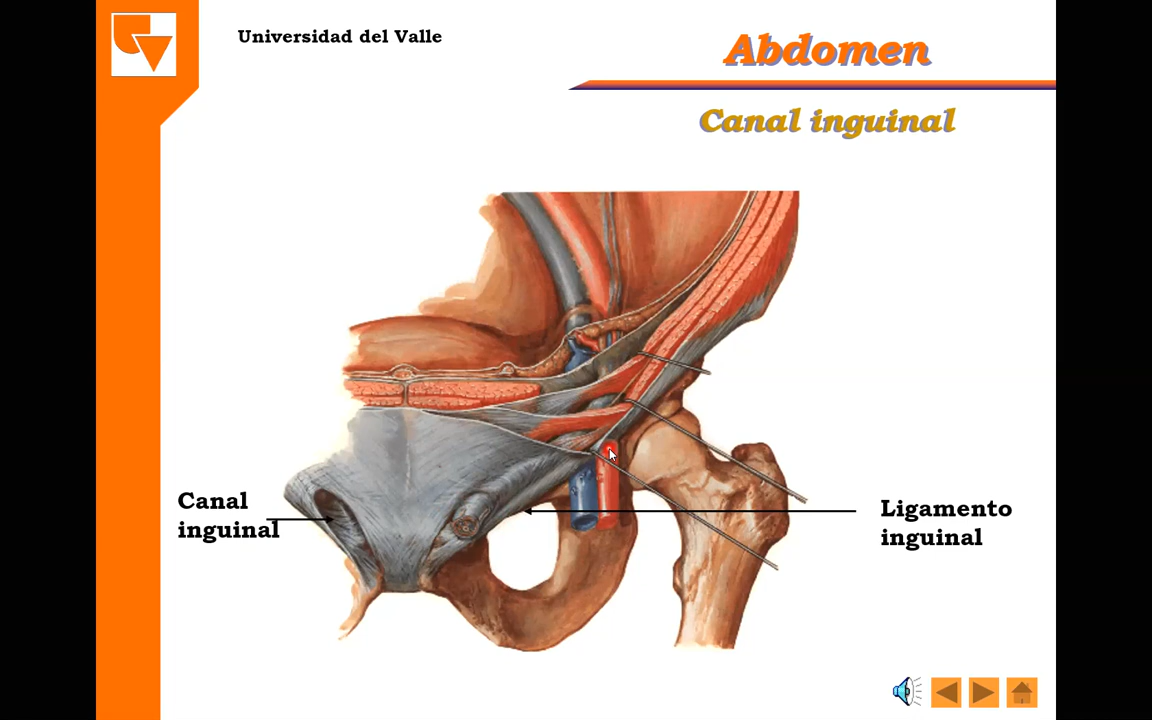 Universidad del Valle
Abdomen
Canal inguinal
Canal
inguinal
Ligamento
inguinal